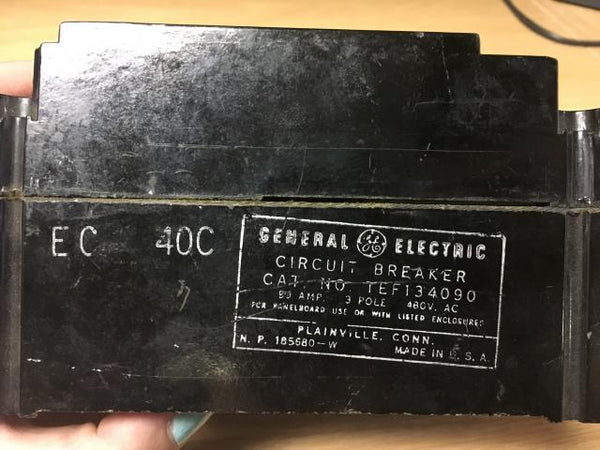 EC 40C
GENERAL GE ELECTRIC
CIRCUIT BREAKER
CAT. NO. TEF134090
AMP. 3 POLE 480V. AC
FOR PANELBOARD USE OR WITH LISTED ENCLOSURES
PLAINVILLE, CONN.
N. P. 185680-W MADE IN U. S. A.